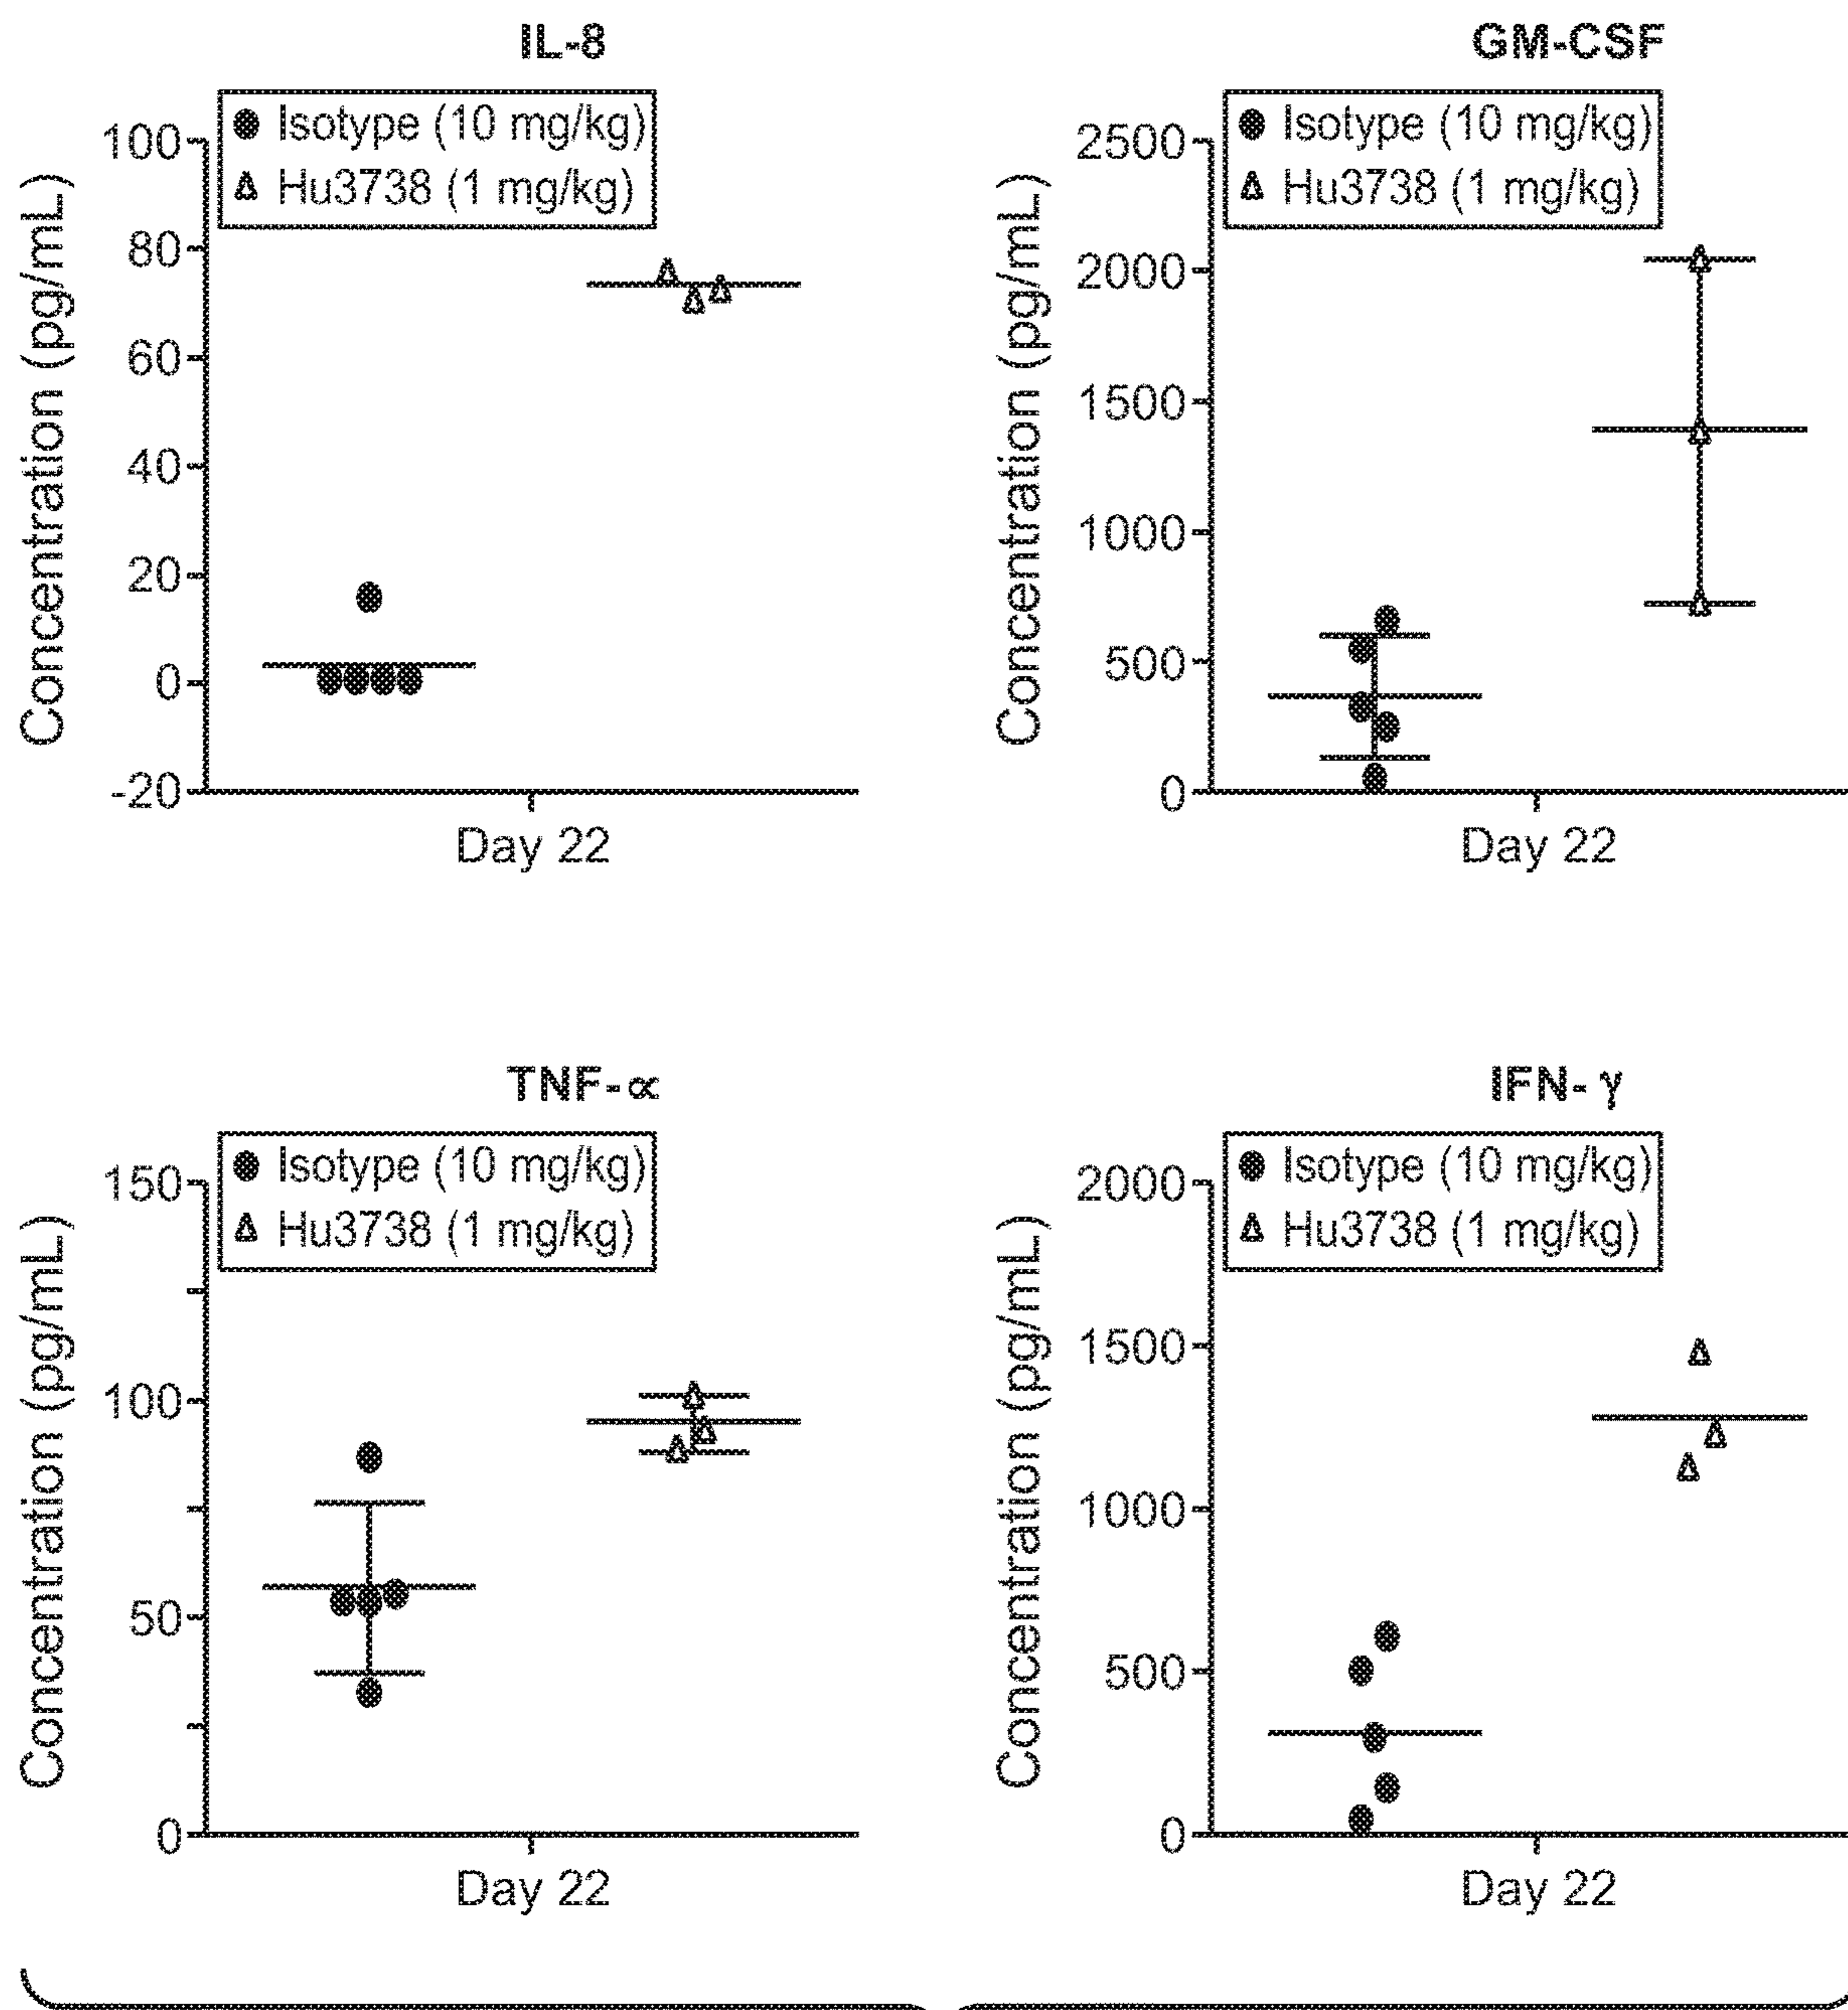 IL-8
Isotype (10 mg/kg)
Hu3738 (1 mg/kg)
Concentration (pg/mL)
100
80
60
40
20
0
-20
Day 22
GM-CSF
Isotype (10 mg/kg)
Hu3738 (1 mg/kg)
Concentration (pg/mL)
2500
2000
1500
1000
500
0
Day 22
TNF-α
Isotype (10 mg/kg)
Hu3738 (1 mg/kg)
Concentration (pg/mL)
150
100
50
0
Day 22
IFN- γ
Isotype (10 mg/kg)
Hu3738 (1 mg/kg)
Concentration (pg/mL)
2000
1500
1000
500
0
Day 22